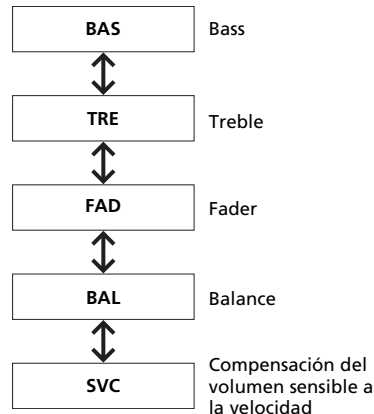 BAS Bass
TRE Treble
FAD Fader
BAL Balance
SVC Compensación del
volumen sensible a
la velocidad